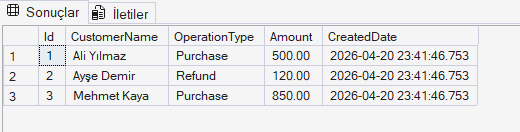 Sonuçlar İletiler
Id CustomerName OperationType Amount CreatedDate
1 1 Ali Yılmaz Purchase 500.00 2026-04-20 23:41:46.753
2 2 Ayşe Demir Refund 120.00 2026-04-20 23:41:46.753
3 3 Mehmet Kaya Purchase 850.00 2026-04-20 23:41:46.753